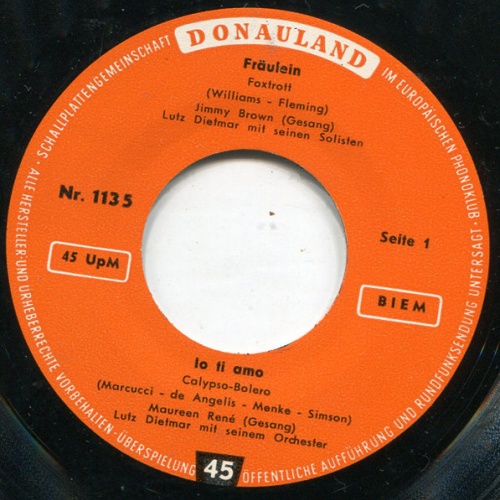 DONAULAND
SCHALLPLATTENGEMEINSCHAFT
IM EUROPÄISCHEN PHONOKLUB
Fräulein
Foxtrott
(Williams - Fleming)
Jimmy Brown (Gesang)
Lutz Dietmar mit seinen Solisten
Nr. 1135
Seite 1
45 UpM
BIEM
Io ti amo
Calypso-Bolero
(Marcucci - de Angelis - Menke - Simson)
Maureen René (Gesang)
Lutz Dietmar mit seinem Orchester
· ALLE HERSTELLER-UND URHEBERRECHTE VORBEHALTEN · ÜBERSPIELUNG
45
ÖFFENTLICHE AUFFÜHRUNG UND RUNDFUNKSENDUNG UNTERSAGT ·